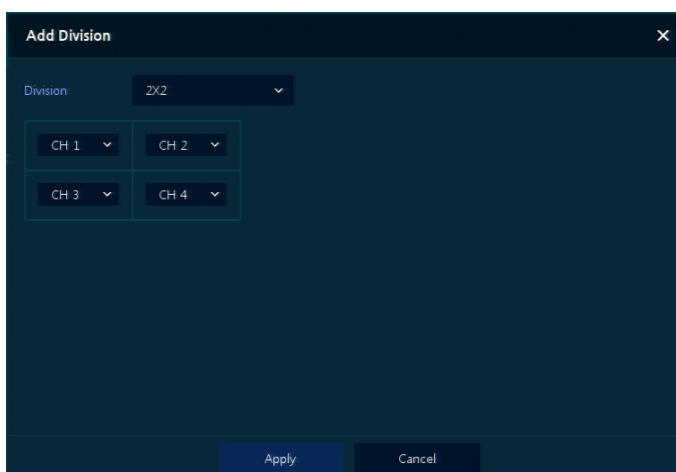 Add Division
Division 2X2
CH 1 CH 2
CH 3 CH 4
Apply Cancel